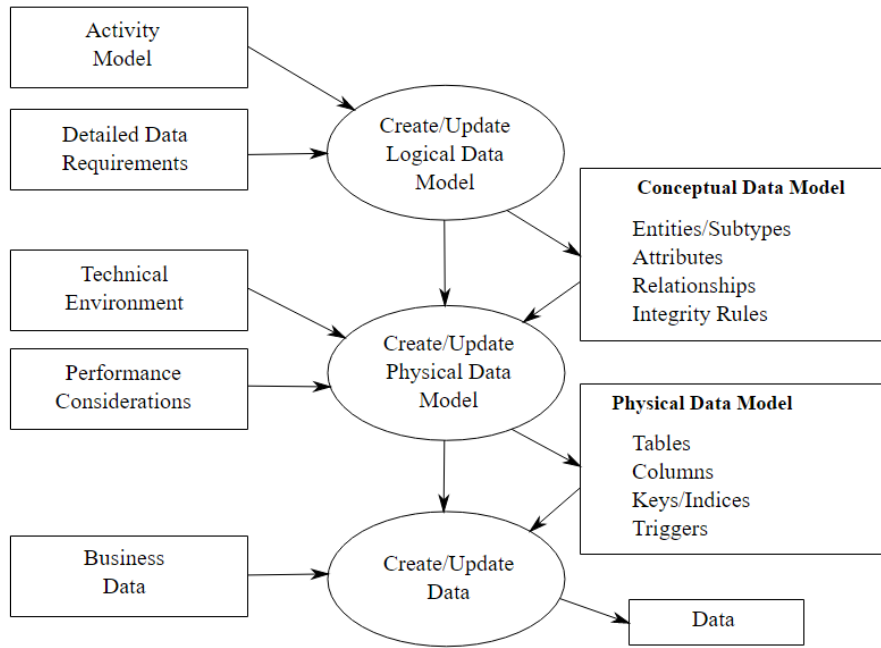 Activity
Model
Detailed Data
Requirements
Create/Update
Logical Data
Model
Conceptual Data Model
Entities/Subtypes
Attributes
Relationships
Integrity Rules
Technical
Environment
Performance
Considerations
Create/Update
Physical Data
Model
Physical Data Model
Tables
Columns
Keys/Indices
Triggers
Business
Data
Create/Update
Data
Data